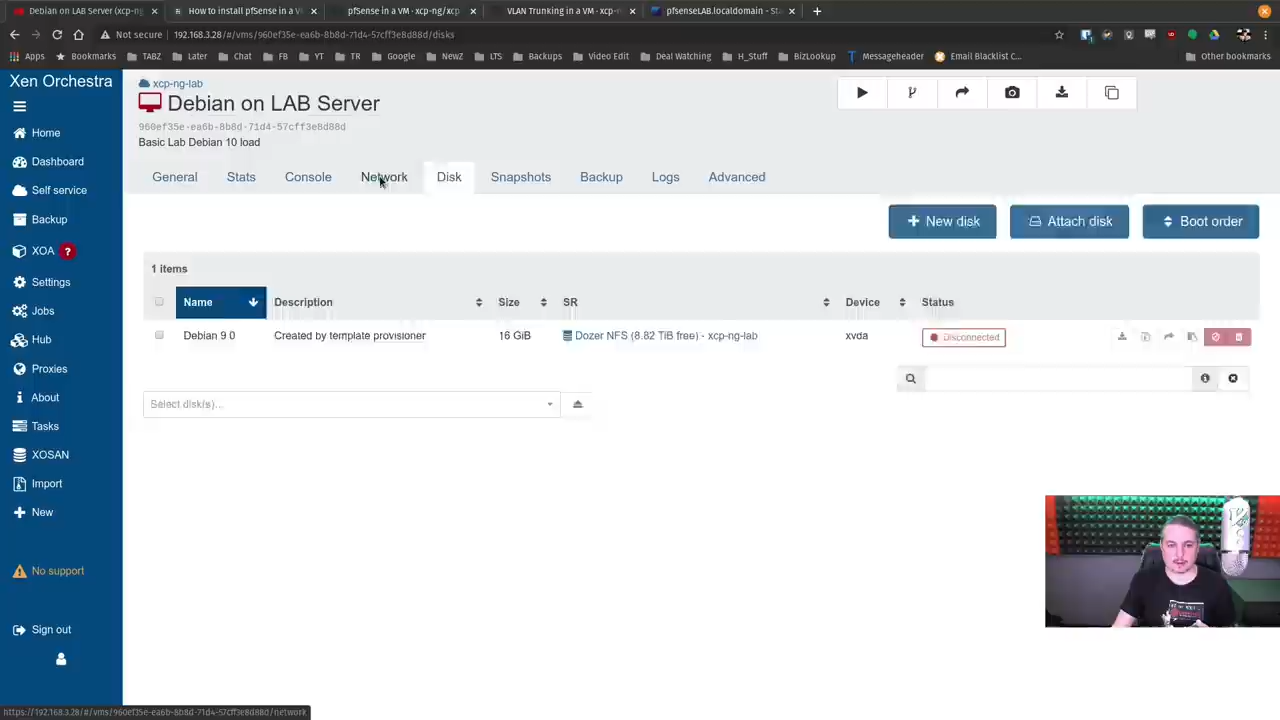 Debian on LAB Server (xcp-ng
How to install pfSense in a V
pfSense in a VM · xcp-ng/xcp
VLAN Trunking in a VM · xcp-n
pfsenseLAB.localdomain - Sta
Not secure 192.168.3.28/#/vms/960ef35e-ea6b-8b8d-71d4-57cff3e8d88d/disks
Apps Bookmarks TABZ Later Chat FB YT TR Google NewZ LTS Backups Video Edit Deal Watching H_Stuff BizLookup Messageheader Email Blacklist C... Other bookmarks
Xen Orchestra
Home
Dashboard
Self service
Backup
XOA ?
Settings
Jobs
Hub
Proxies
About
Tasks
XOSAN
Import
New
No support
Sign out
xcp-ng-lab
Debian on LAB Server
960ef35e-ea6b-8b8d-71d4-57cff3e8d88d
Basic Lab Debian 10 load
General Stats Console Network Disk Snapshots Backup Logs Advanced
New disk Attach disk Boot order
1 items
Name Description Size SR Device Status
Debian 9 0 Created by template provisioner 16 GiB Dozer NFS (8.82 TiB free) - xcp-ng-lab xvda Disconnected
Select disk(s)...
https://192.168.3.28/#/vms/960ef35e-ea6b-8b8d-71d4-57cff3e8d88d/network